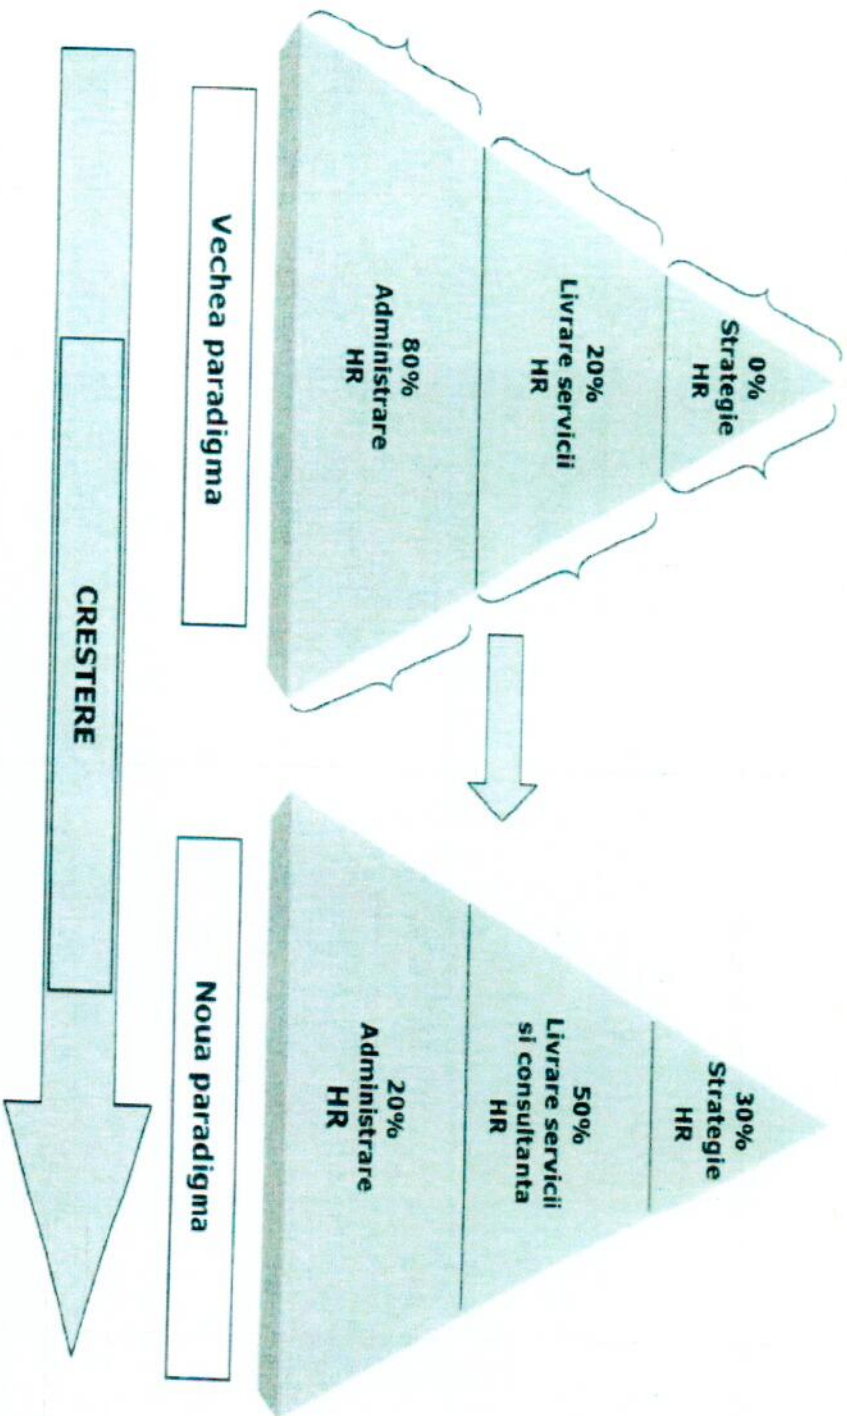 0%
Strategie
HR
20%
Livrare servicii
HR
80%
Administrare
HR
Vechea paradigma
30%
Strategie
HR
50%
Livrare servicii
si consultanta
HR
20%
Administrare
HR
Noua paradigma
CRESTERE